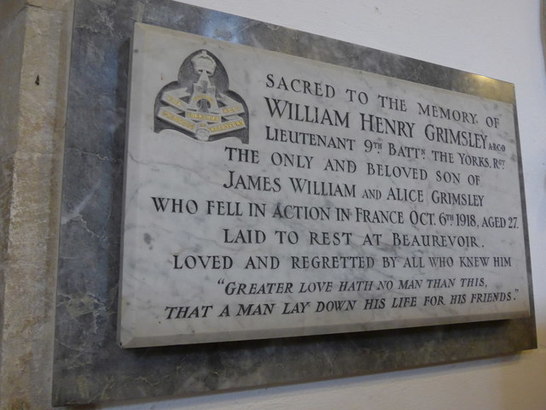 SACRED TO THE MEMORY OF
WILLIAM HENRY GRIMSLEY ARCO
LIEUTENANT 9TH BATTN. THE YORKS. RGT
THE ONLY AND BELOVED SON OF
JAMES WILLIAM AND ALICE GRIMSLEY
WHO FELL IN ACTION IN FRANCE OCT. 6TH 1918, AGED 27.
LAID TO REST AT BEAUREVOIR.
LOVED AND REGRETTED BY ALL WHO KNEW HIM
"GREATER LOVE HATH NO MAN THAN THIS,
THAT A MAN LAY DOWN HIS LIFE FOR HIS FRIENDS."